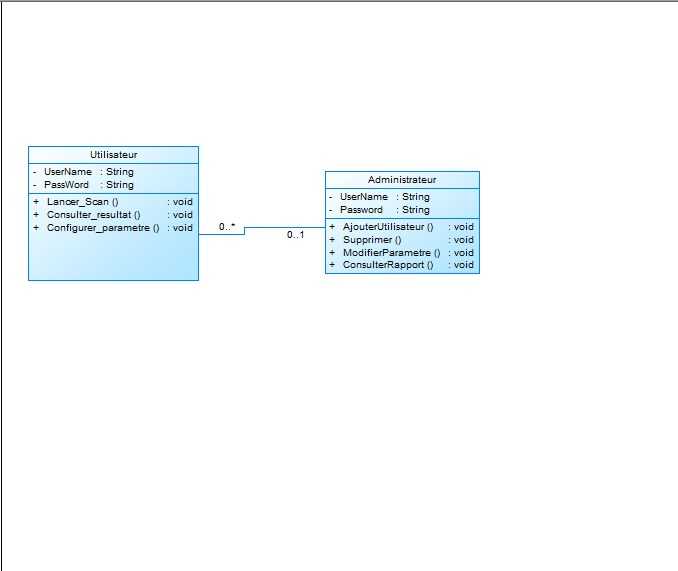 Utilisateur
- UserName : String
- PassWord : String
+ Lancer_Scan () : void
+ Consulter_resultat () : void
+ Configurer_parametre () : void
0..*
0..1
Administrateur
- UserName : String
- Password : String
+ AjouterUtilisateur () : void
+ Supprimer () : void
+ ModifierParametre () : void
+ ConsulterRapport () : void